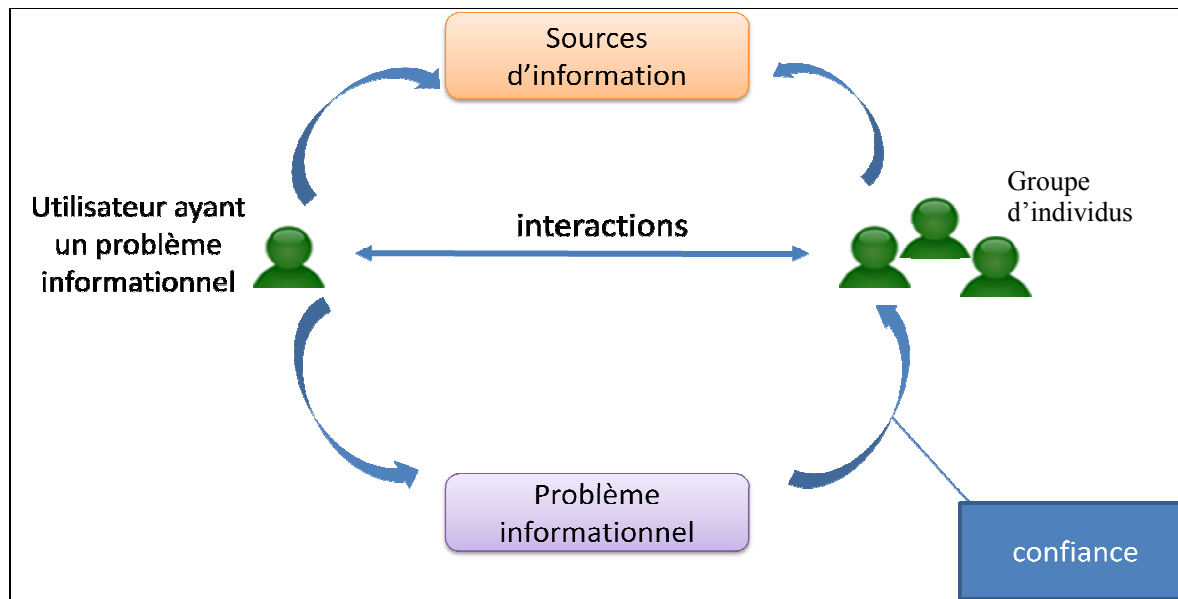 Sources
d’information
Utilisateur ayant
un problème
informationnel
interactions
Groupe
d’individus
Problème
informationnel
confiance